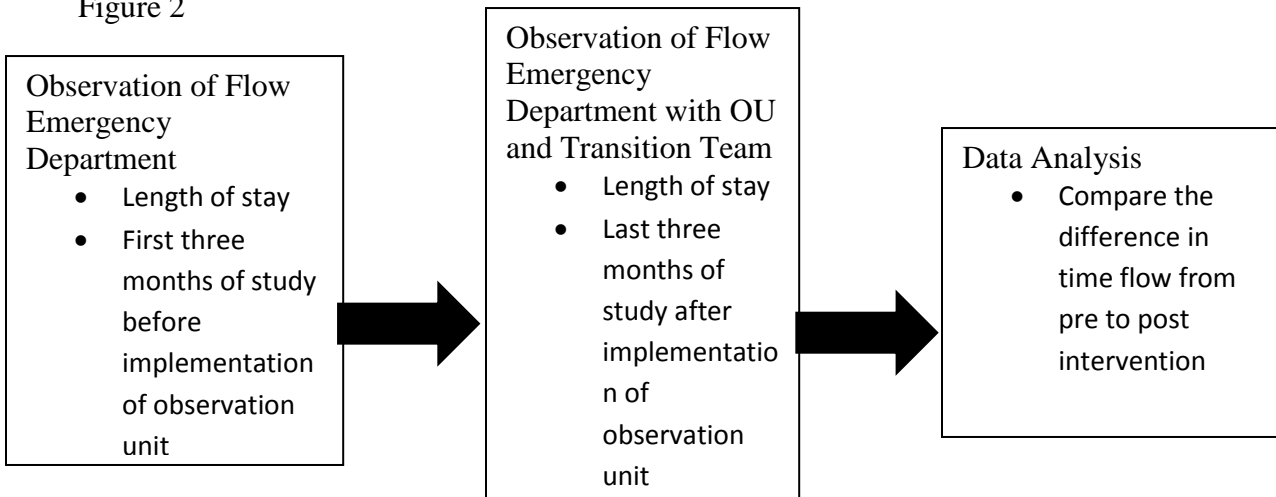 Figure 2
Observation of Flow
Emergency
Department
• Length of stay
• First three
months of study
before
implementation
of observation
unit
Observation of Flow
Emergency
Department with OU
and Transition Team
• Length of stay
• Last three
months of
study after
implementatio
n of
observation
unit
Data Analysis
• Compare the
difference in
time flow from
pre to post
intervention